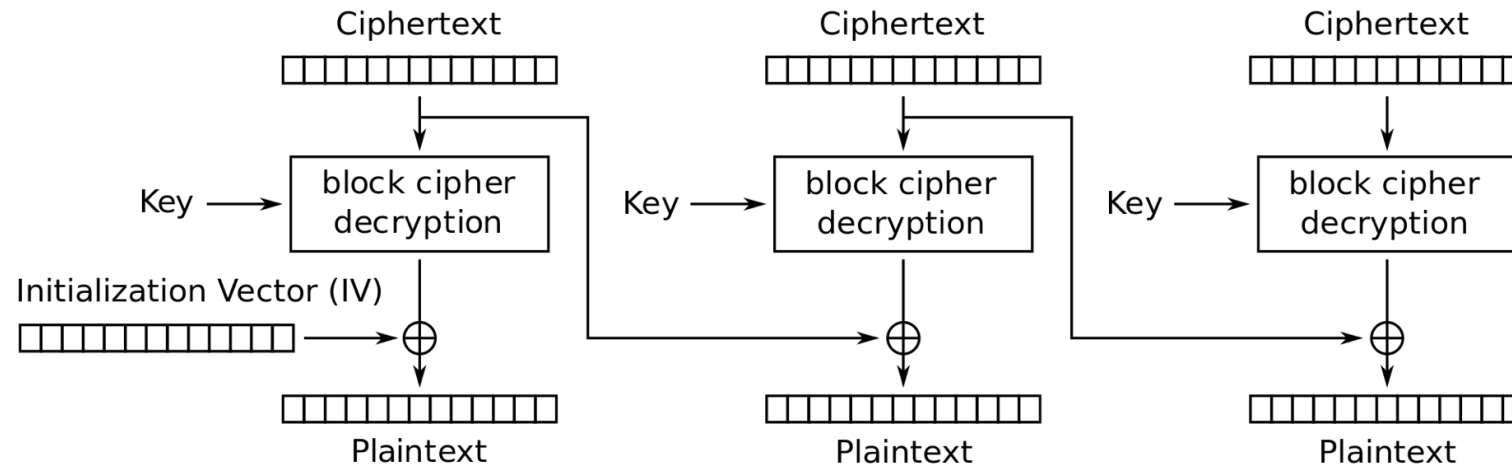 Ciphertext
Ciphertext
Ciphertext
Key
block cipher
decryption
Key
block cipher
decryption
Key
block cipher
decryption
Initialization Vector (IV)
Plaintext
Plaintext
Plaintext